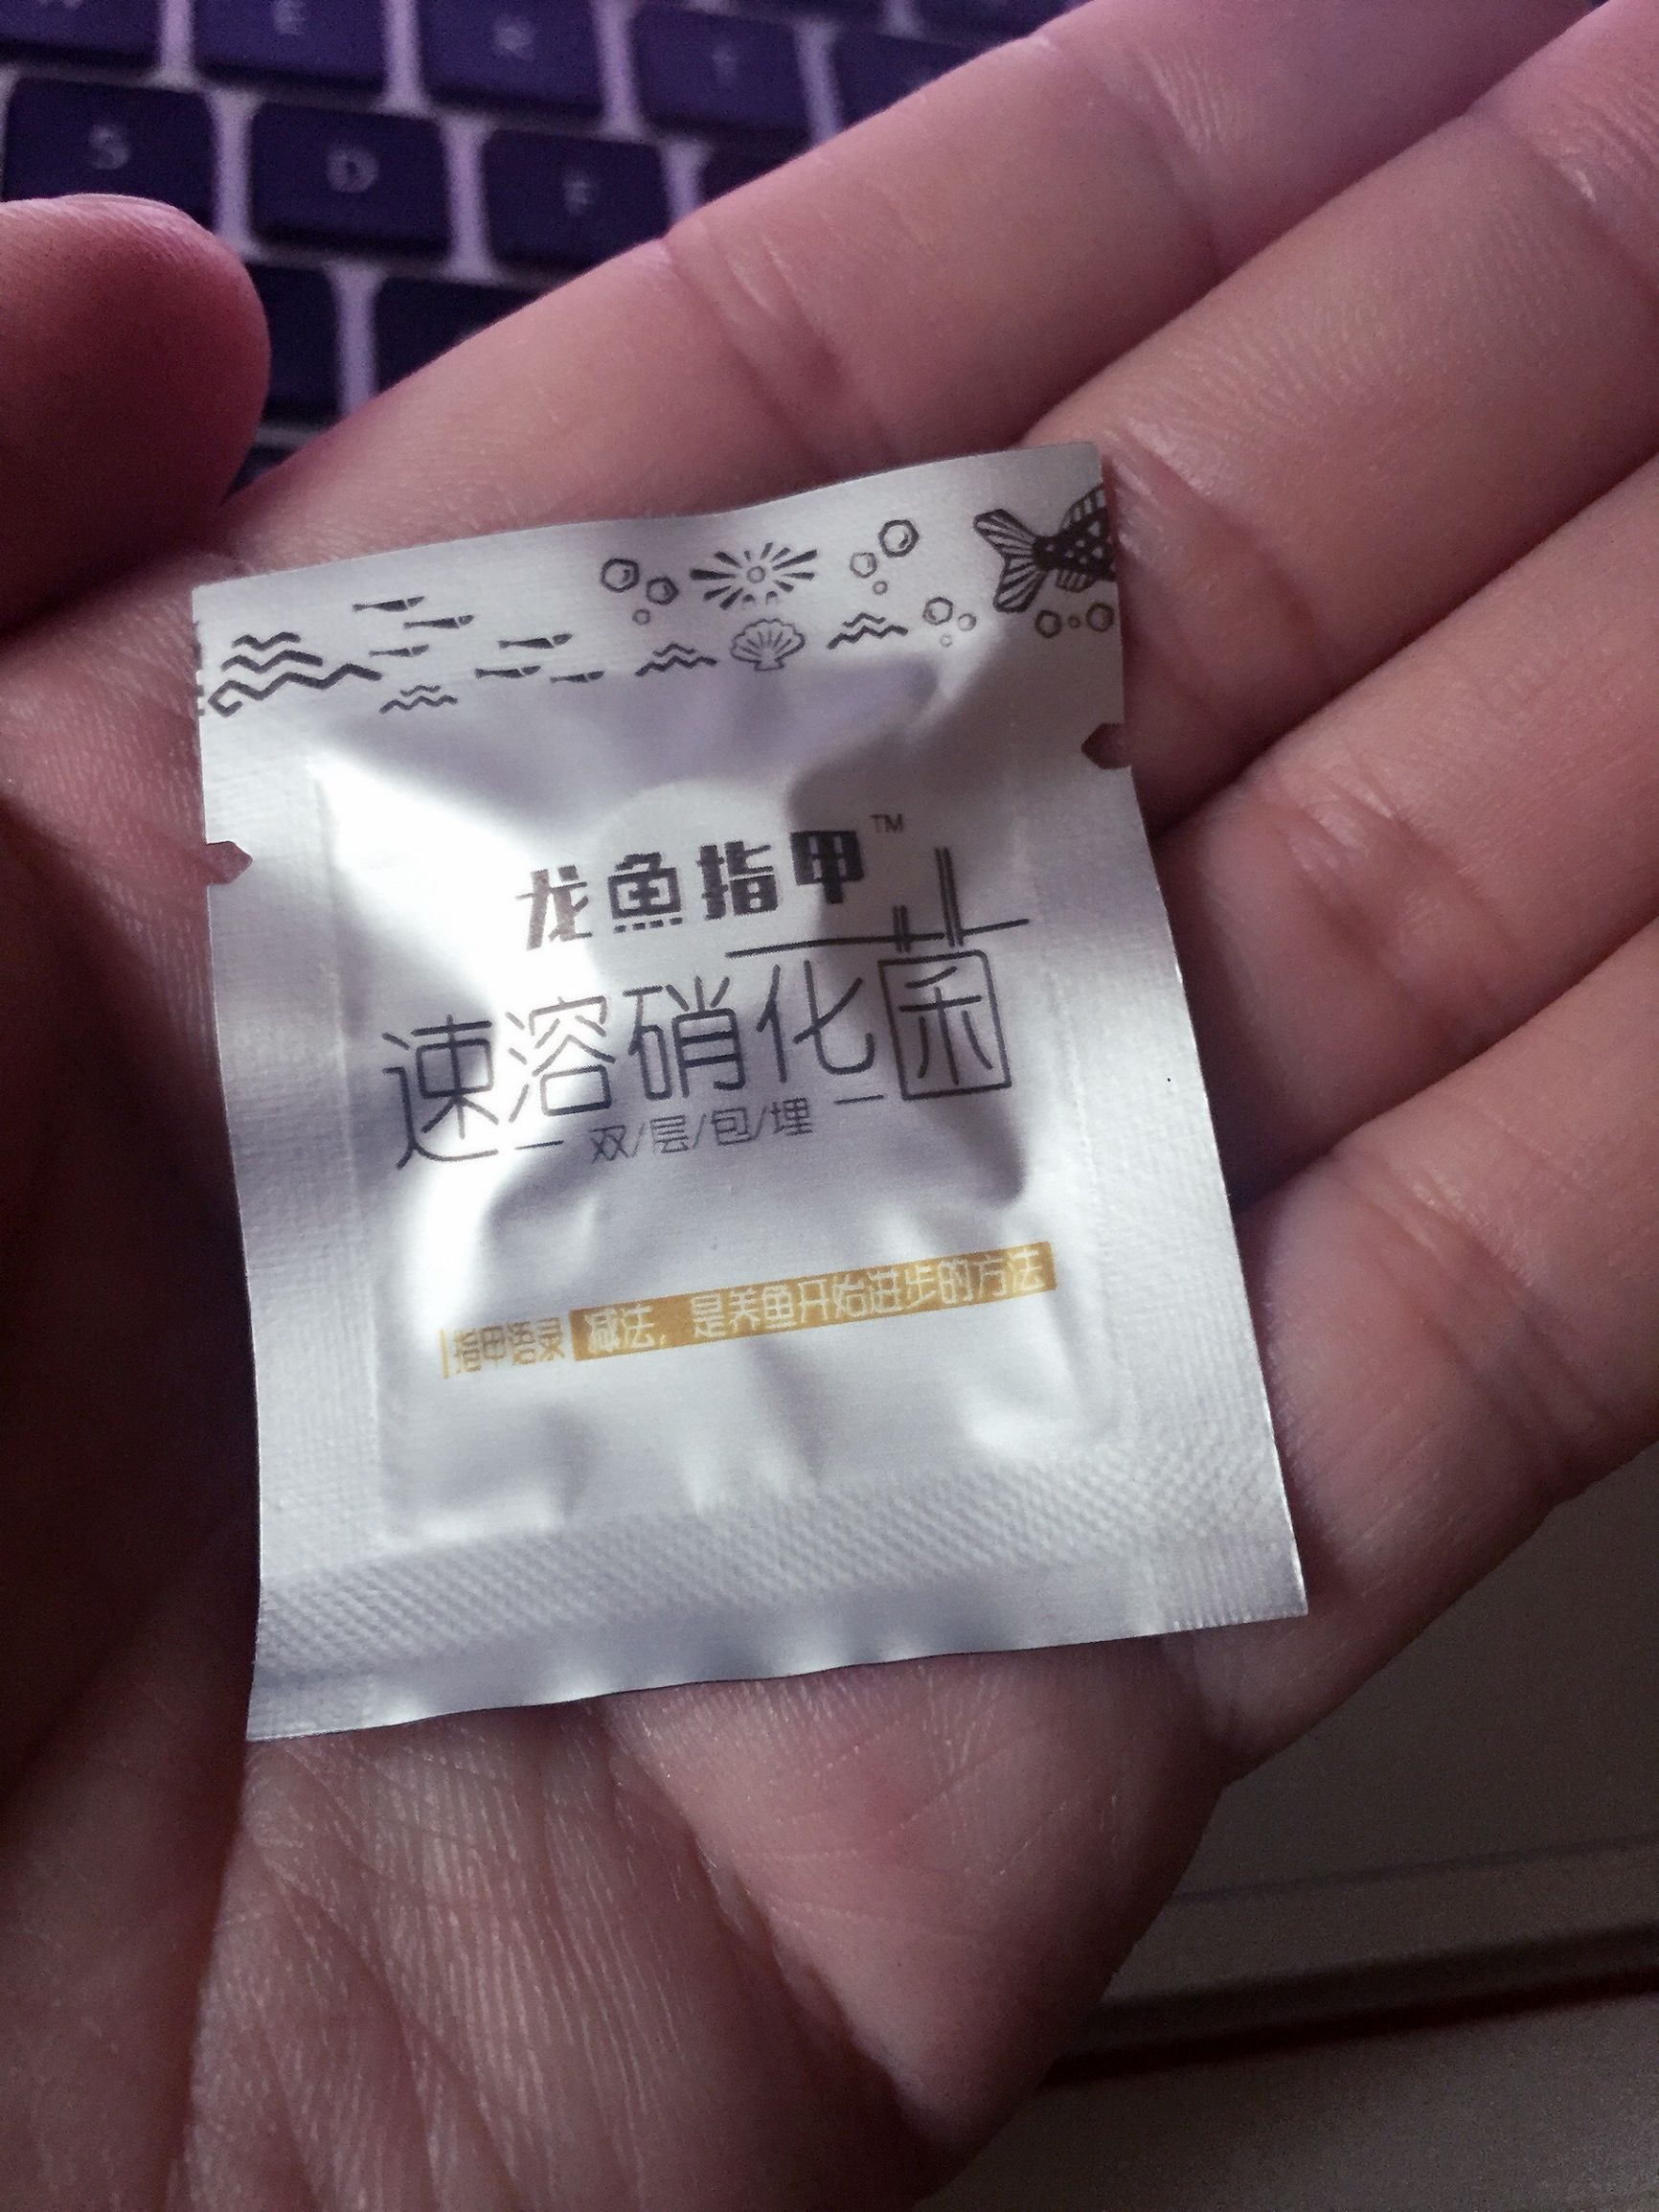 S D F
龙鱼指甲™
速溶硝化菌
双/层/包/埋
指甲语录 减法，是养鱼开始进步的方法